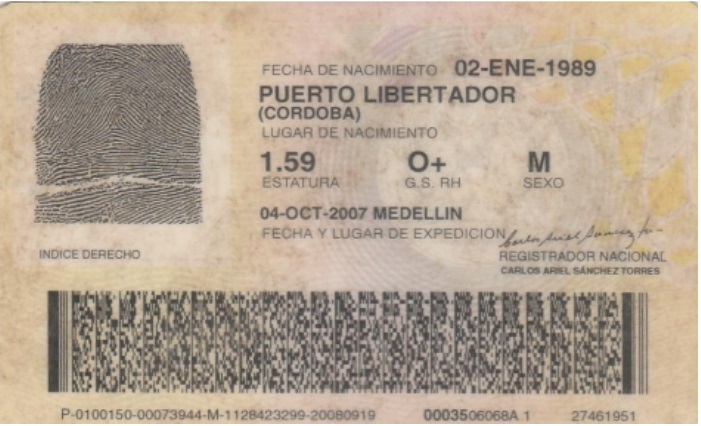 FECHA DE NACIMIENTO 02-ENE-1989
PUERTO LIBERTADOR
(CORDOBA)
LUGAR DE NACIMIENTO
1.59 O+ M
ESTATURA G.S. RH SEXO
04-OCT-2007 MEDELLIN
FECHA Y LUGAR DE EXPEDICION
INDICE DERECHO
REGISTRADOR NACIONAL
CARLOS ARIEL SÁNCHEZ TORRES
P-0100150-00073944-M-1128423299-20080919 0003506068A 1 27461951